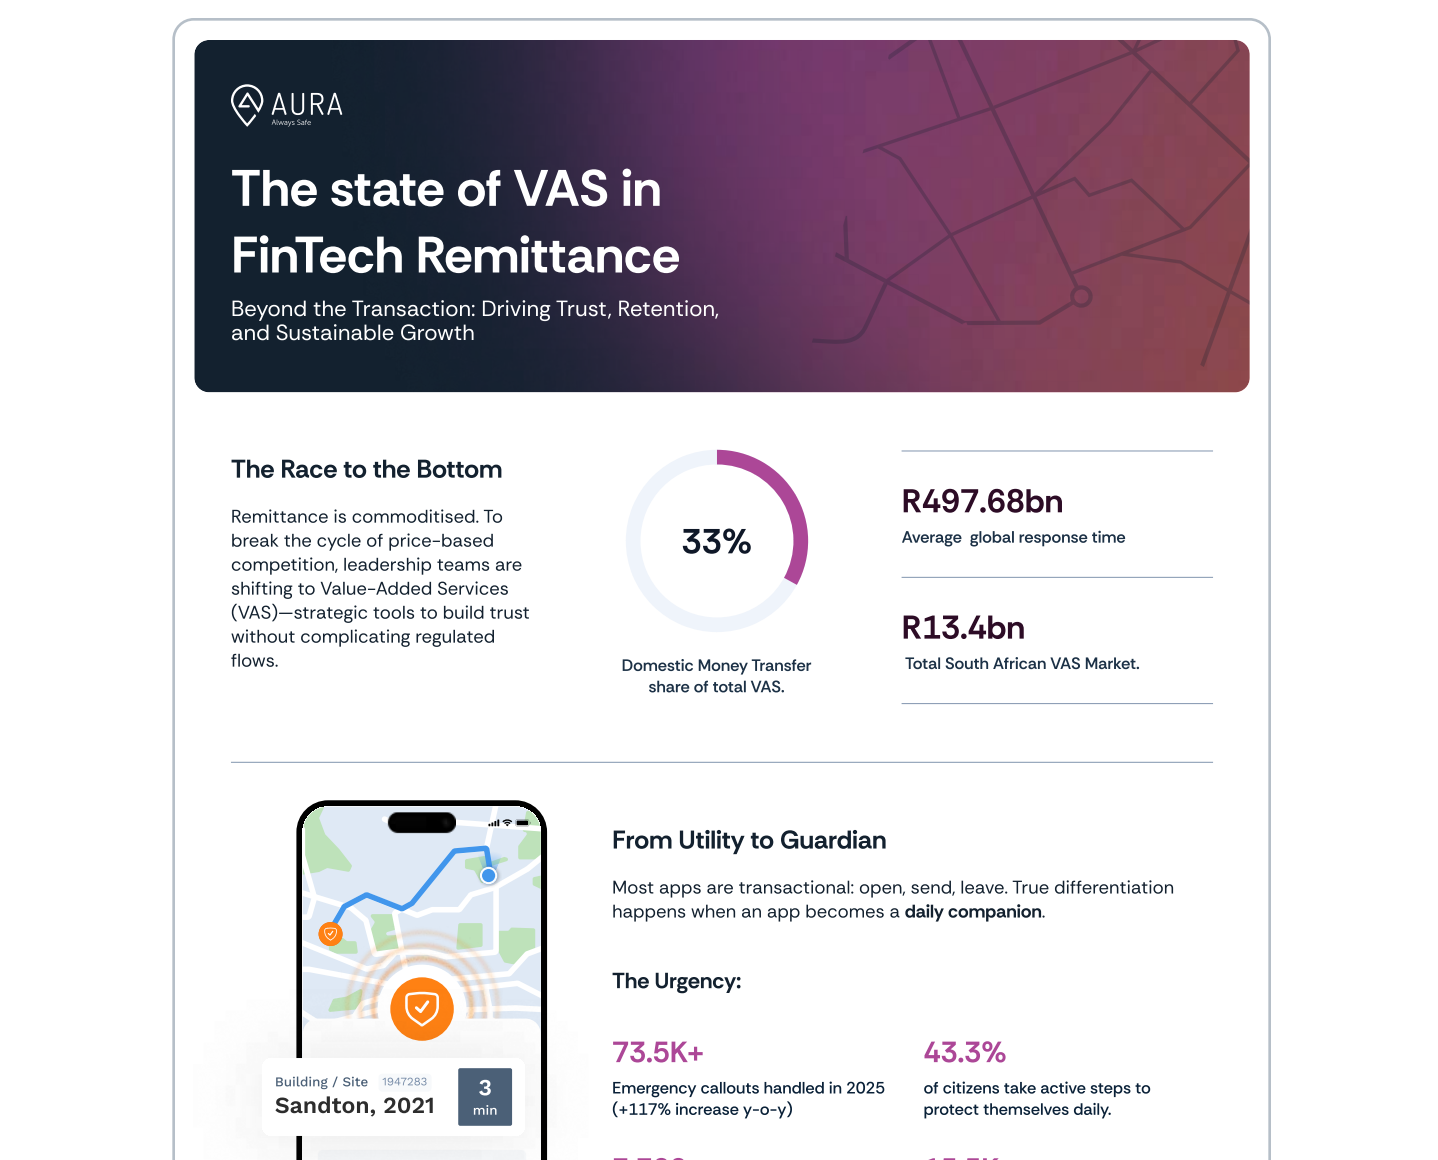 AURA
Always Safe
The state of VAS in
FinTech Remittance
Beyond the Transaction: Driving Trust, Retention,
and Sustainable Growth
The Race to the Bottom
Remittance is commoditised. To
break the cycle of price-based
competition, leadership teams are
shifting to Value-Added Services
(VAS)—strategic tools to build trust
without complicating regulated
flows.
33%
Domestic Money Transfer
share of total VAS.
R497.68bn
Average  global response time
R13.4bn
Total South African VAS Market.
From Utility to Guardian
Most apps are transactional: open, send, leave. True differentiation
happens when an app becomes a daily companion.
The Urgency:
73.5K+
Emergency callouts handled in 2025
(+117% increase y-o-y)
43.3%
of citizens take active steps to
protect themselves daily.
Building / Site 1947283
Sandton, 2021
3
min